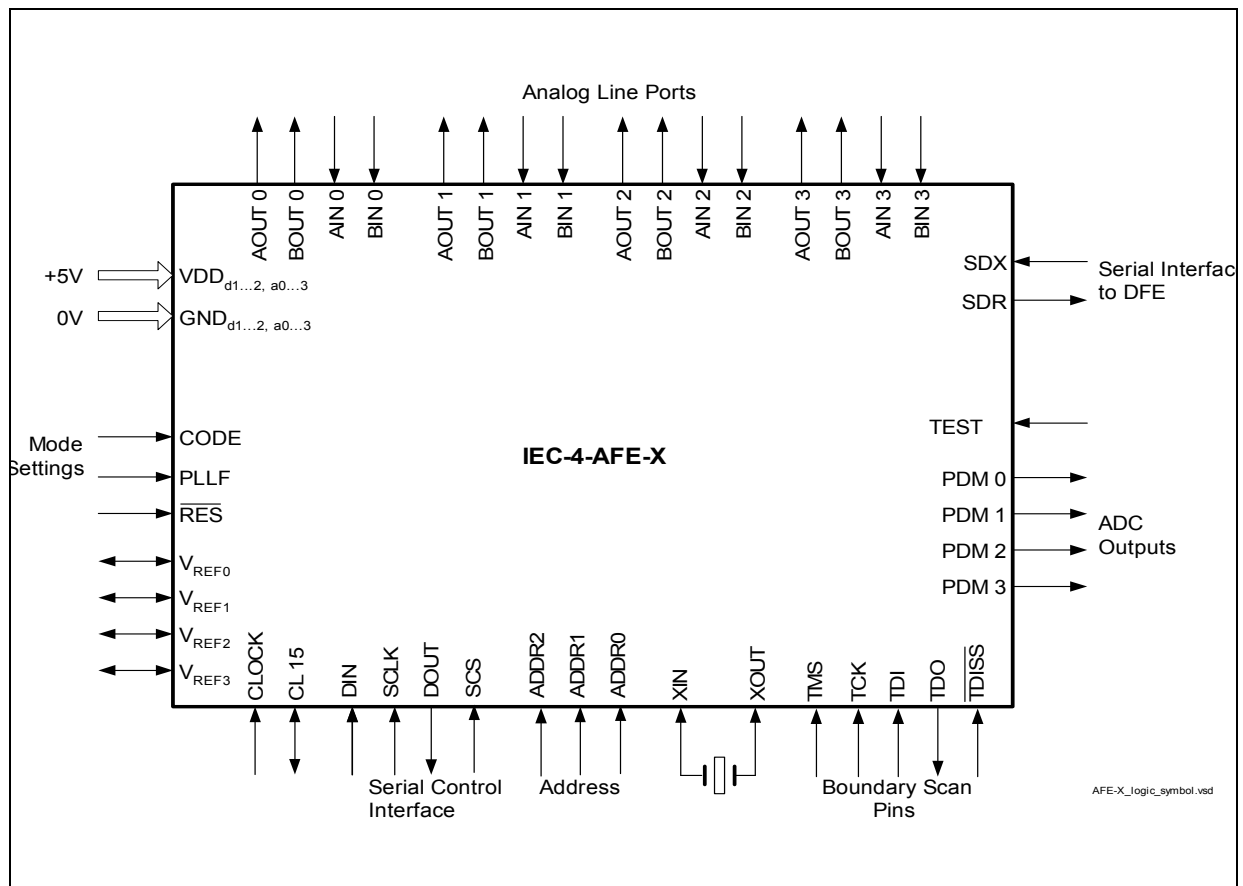 Analog Line Ports
AOUT 0
BOUT 0
AIN 0
BIN 0
AOUT 1
BOUT 1
AIN 1
BIN 1
AOUT 2
BOUT 2
AIN 2
BIN 2
AOUT 3
BOUT 3
AIN 3
BIN 3
+5V
VDDd1...2, a0...3
0V
GNDd1...2, a0...3
SDX
SDR
Serial Interfac
to DFE
Mode
Settings
CODE
PLLF
RES
VREF0
VREF1
VREF2
VREF3
IEC-4-AFE-X
TEST
PDM 0
PDM 1
PDM 2
PDM 3
ADC
Outputs
CLOCK
CL 15
DIN
SCLK
DOUT
SCS
ADDR2
ADDR1
ADDR0
XIN
XOUT
TMS
TCK
TDI
TDO
TDISS
Serial Control
Interface
Address
Boundary Scan
Pins
AFE-X_logic_symbol.vsd